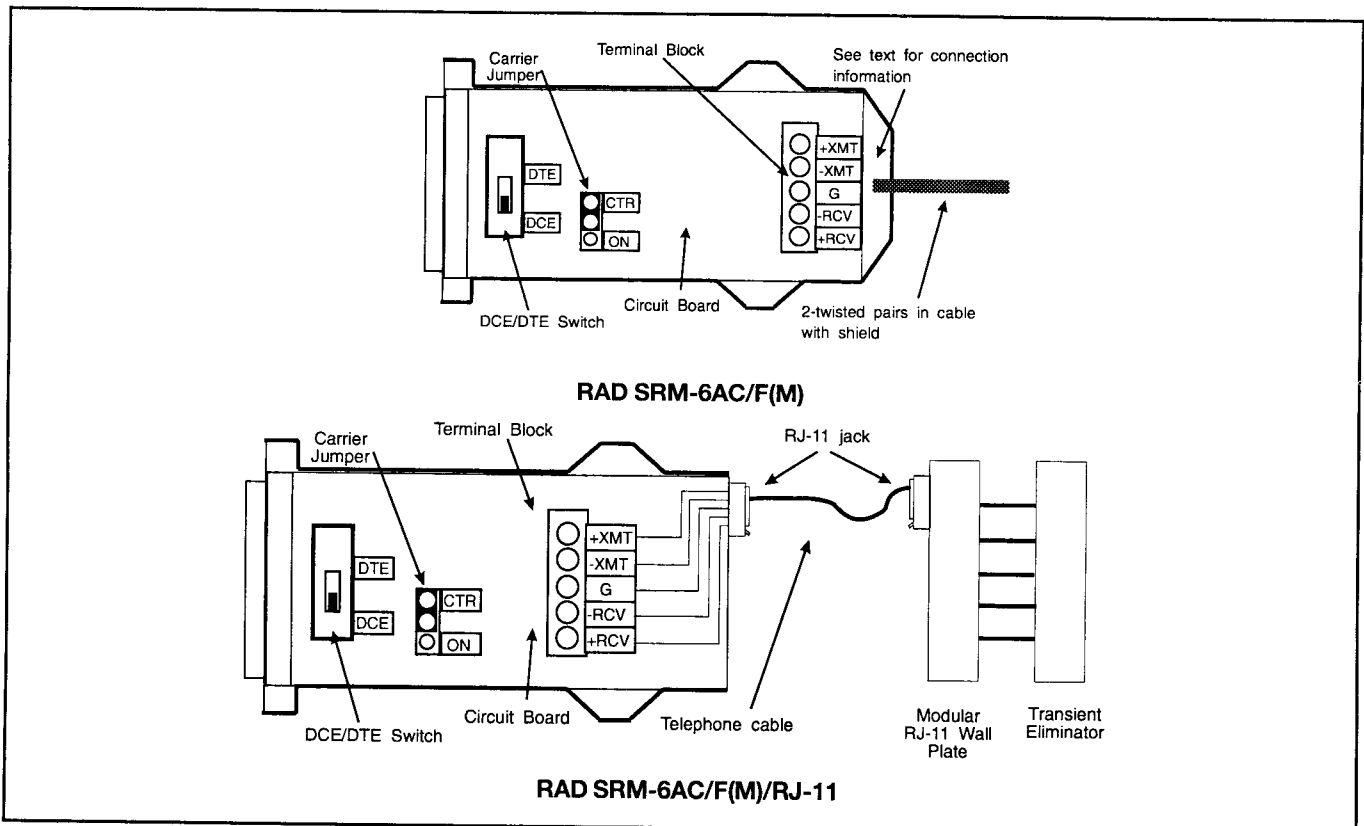 Terminal Block
Carrier
Jumper
See text for connection
information
DTE
DCE
CTR
ON
+XMT
-XMT
G
-RCV
+RCV
DCE/DTE Switch
Circuit Board
2-twisted pairs in cable
with shield
RAD SRM-6AC/F(M)
Carrier
Jumper
Terminal Block
RJ-11 jack
DTE
DCE
CTR
ON
+XMT
-XMT
G
-RCV
+RCV
DCE/DTE Switch
Circuit Board
Telephone cable
Modular
RJ-11 Wall
Plate
Transient
Eliminator
RAD SRM-6AC/F(M)/RJ-11